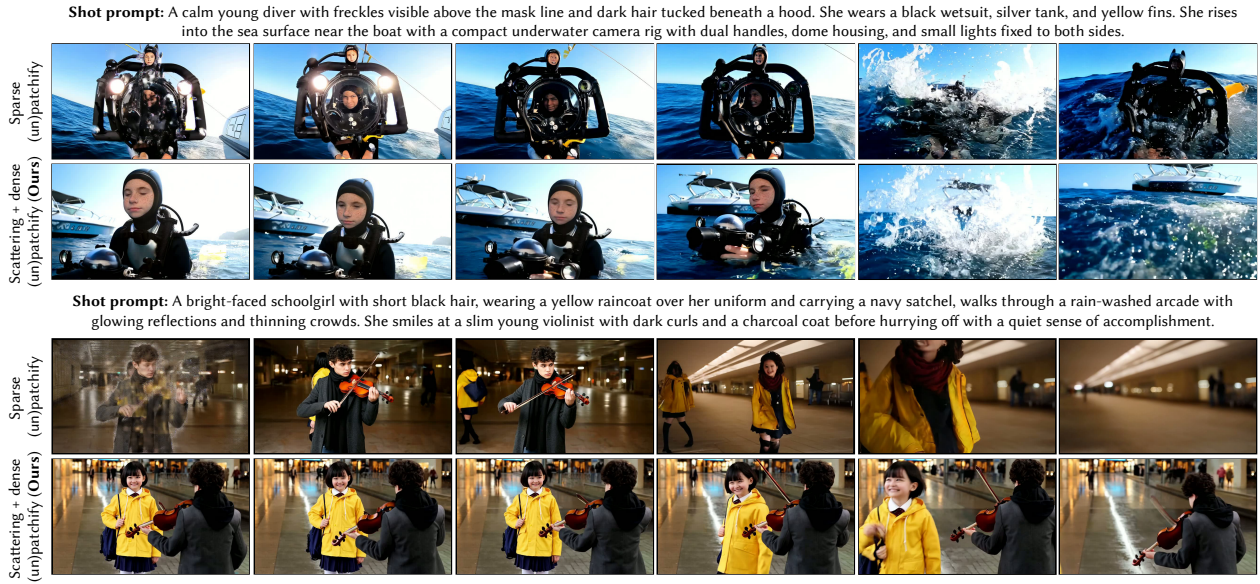 Shot prompt: A calm young diver with freckles visible above the mask line and dark hair tucked beneath a hood. She wears a black wetsuit, silver tank, and yellow fins. She rises
into the sea surface near the boat with a compact underwater camera rig with dual handles, dome housing, and small lights fixed to both sides.
Sparse
(un)patchify
Scattering + dense
(un)patchify (Ours)
Shot prompt: A bright-faced schoolgirl with short black hair, wearing a yellow raincoat over her uniform and carrying a navy satchel, walks through a rain-washed arcade with
glowing reflections and thinning crowds. She smiles at a slim young violinist with dark curls and a charcoal coat before hurrying off with a quiet sense of accomplishment.
Sparse
(un)patchify
Scattering + dense
(un)patchify (Ours)